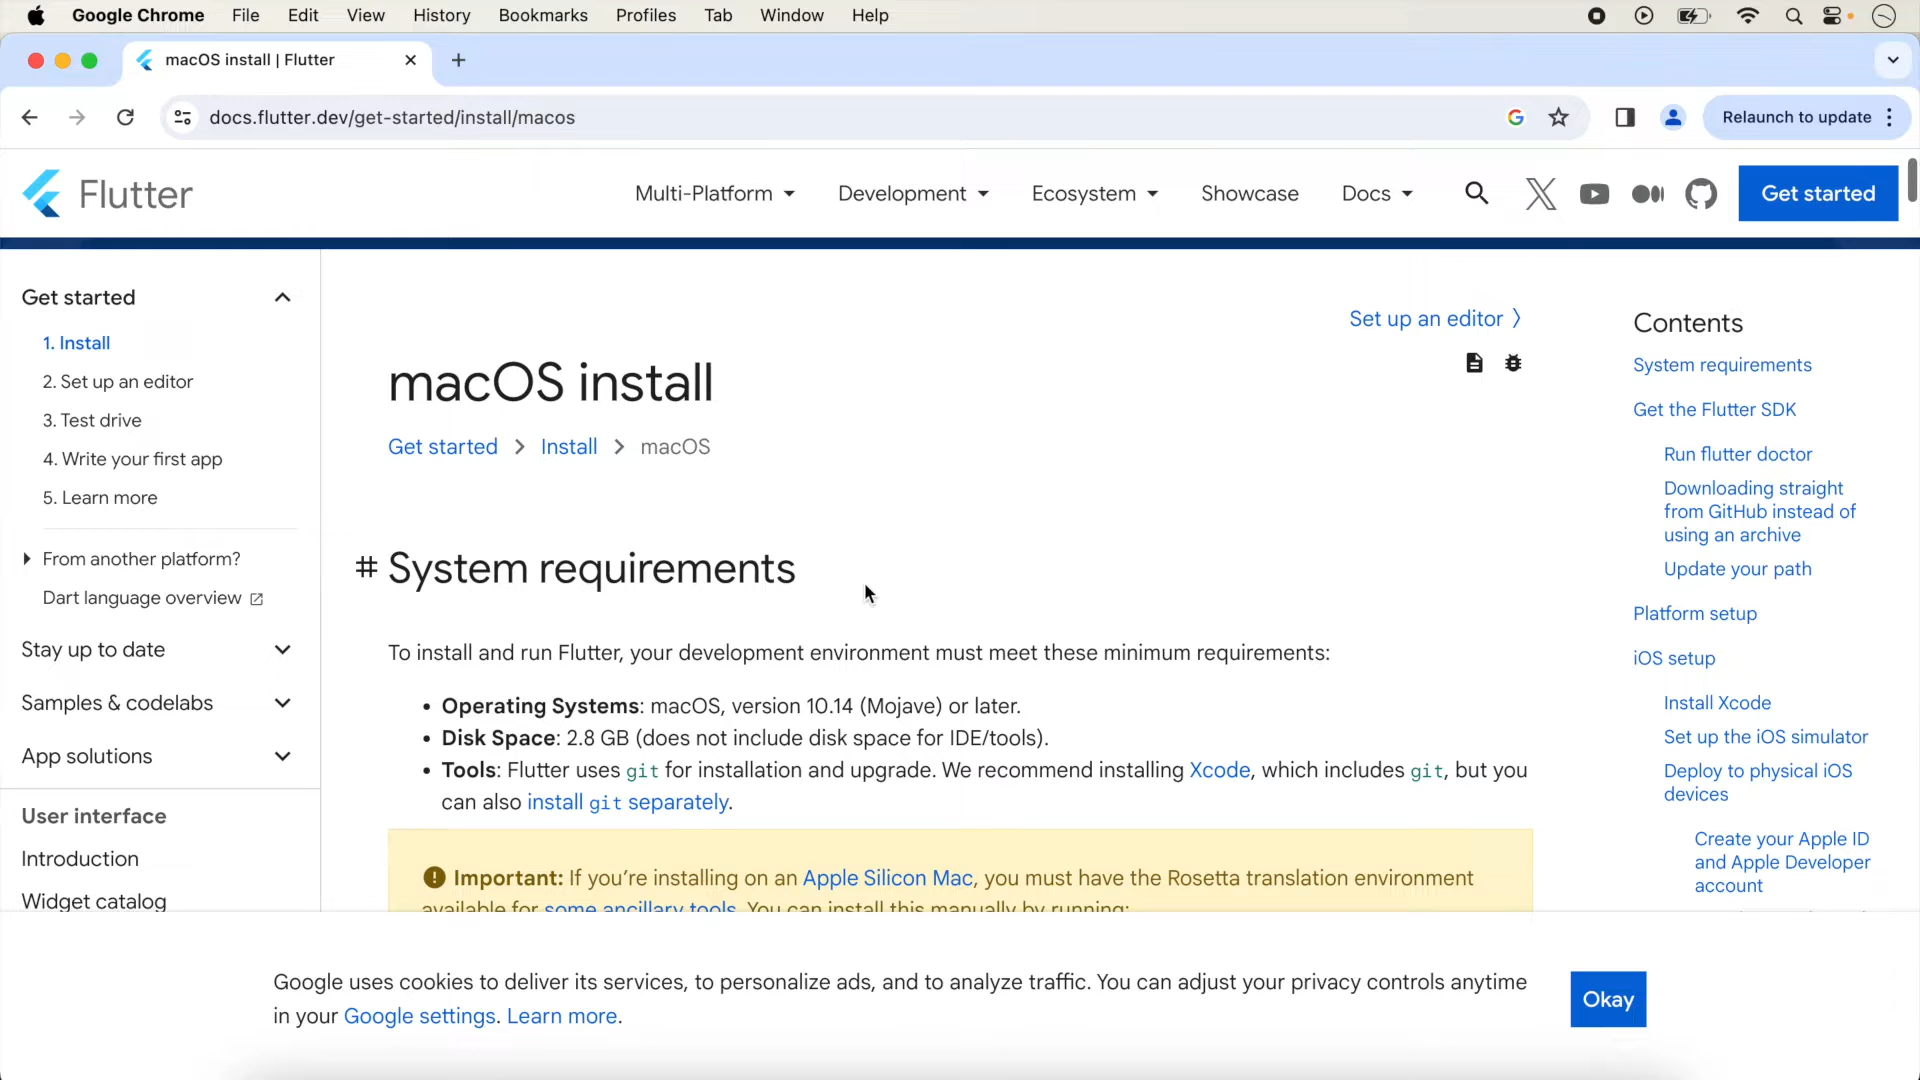 Google Chrome File Edit View History Bookmarks Profiles Tab Window Help
macOS install | Flutter
docs.flutter.dev/get-started/install/macos
Relaunch to update
Flutter
Multi-Platform Development Ecosystem Showcase Docs
Get started
Get started
1. Install
2. Set up an editor
3. Test drive
4. Write your first app
5. Learn more
From another platform?
Dart language overview
Stay up to date
Samples & codelabs
App solutions
User interface
Introduction
Widget catalog
Set up an editor 〉
macOS install
Get started > Install > macOS
# System requirements
To install and run Flutter, your development environment must meet these minimum requirements:
• Operating Systems: macOS, version 10.14 (Mojave) or later.
• Disk Space: 2.8 GB (does not include disk space for IDE/tools).
• Tools: Flutter uses git for installation and upgrade. We recommend installing Xcode, which includes git, but you
can also install git separately.
Important: If you’re installing on an Apple Silicon Mac, you must have the Rosetta translation environment
available for some ancillary tools. You can install this manually by running:
Contents
System requirements
Get the Flutter SDK
Run flutter doctor
Downloading straight
from GitHub instead of
using an archive
Update your path
Platform setup
iOS setup
Install Xcode
Set up the iOS simulator
Deploy to physical iOS
devices
Create your Apple ID
and Apple Developer
account
Google uses cookies to deliver its services, to personalize ads, and to analyze traffic. You can adjust your privacy controls anytime
in your Google settings. Learn more.
Okay